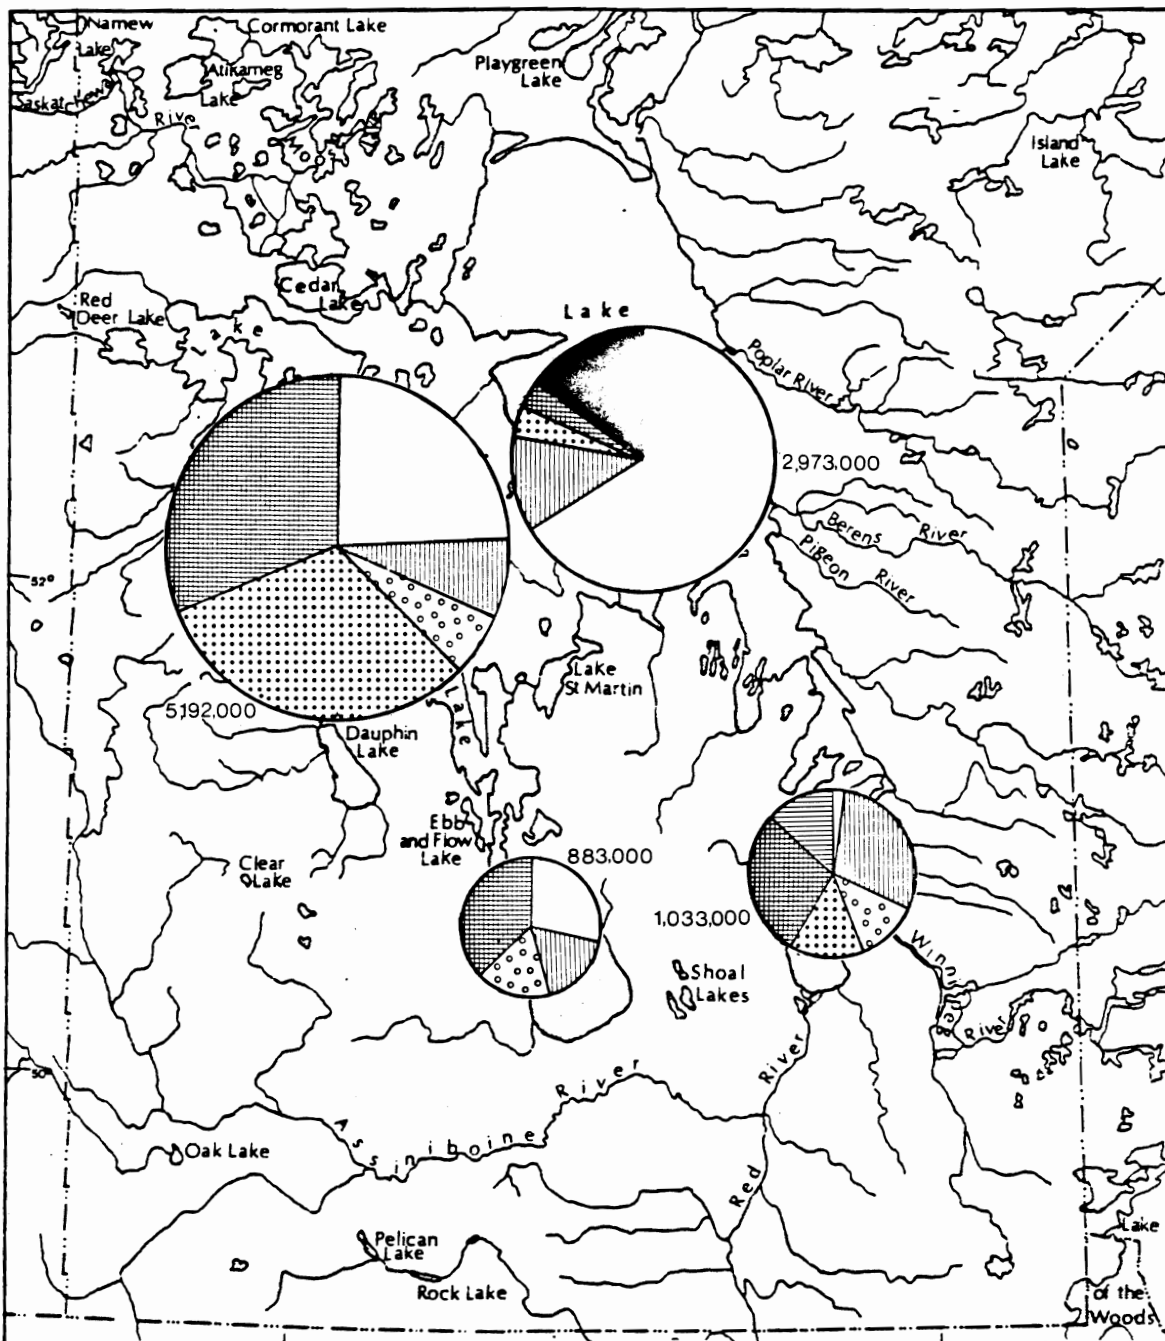 Namew
Lake
Cormorant Lake
Atikameg
Lake
Saskatchewan
River
Moose
Playgreen
Lake
Island
Lake
Cedar
Lake
Red
Deer Lake
Lake
Lake
Poplar River
2,973,000
Berens River
Pigeon River
52°
Lake
St Martin
5,192,000
Dauphin
Lake
Lake
Ebb
and Flow
Lake
883,000
Clear
Lake
1,033,000
Winnipeg
River
Shoal
Lakes
50°
River
River
Assiniboine
Oak Lake
Red
Pelican
Lake
Rock Lake
Lake
of the
Woods